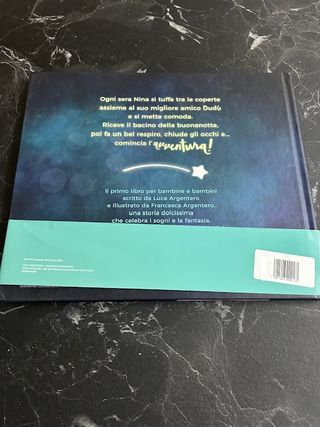 Ogni sera Nina si tuffa tra le coperte
assieme al suo migliore amico Dudù
e si mette comoda.
Riceve il bacino della buonanotte,
poi fa un bel respiro, chiude gli occhi e...
comincia l'avventura!
Il primo libro per bambine e bambini
scritto da Luca Argentero
e illustrato da Francesca Argentero,
una storia dolcissima
che celebra i sogni e la fantasia.